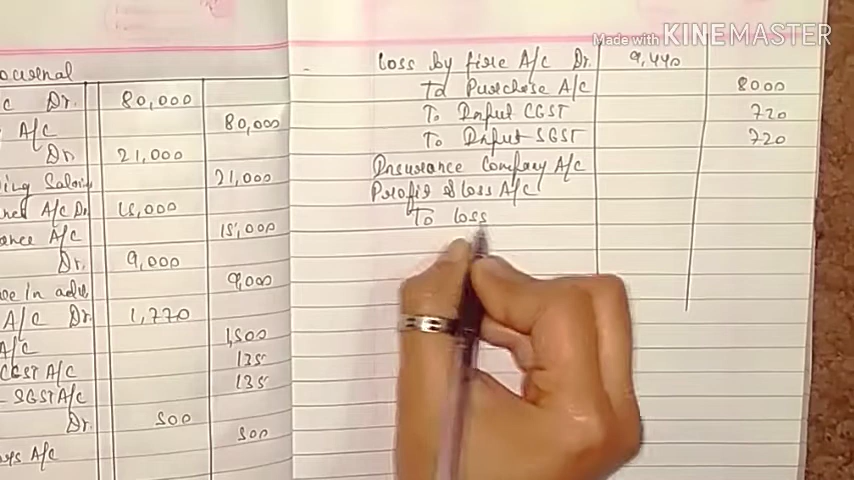 Made with KINEMASTER
Journal
c Dr. 80,000
A/C 80,000
Dr. 21,000
ing Salary 21,000
A/C Dr 15,000
A/C 15,000
Dr. 9,000
in adv 9,000
A/C Dr. 1,770
A/C 1,500
CGST A/C 135
SGST A/C 135
Dr. 500
A/C 500
Loss by fire A/C Dr. 9,440
To Purchase A/C 8000
To Input CGST 720
To Input SGST 720
Insurance Company A/C
Profit & Loss A/C
To Loss